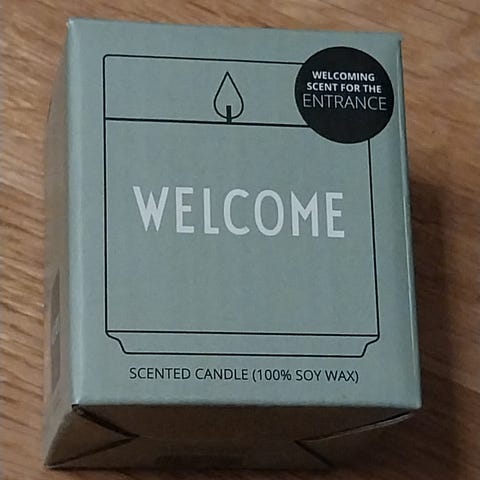 WELCOMING
SCENT FOR THE
ENTRANCE
WELCOME
SCENTED CANDLE (100% SOY WAX)